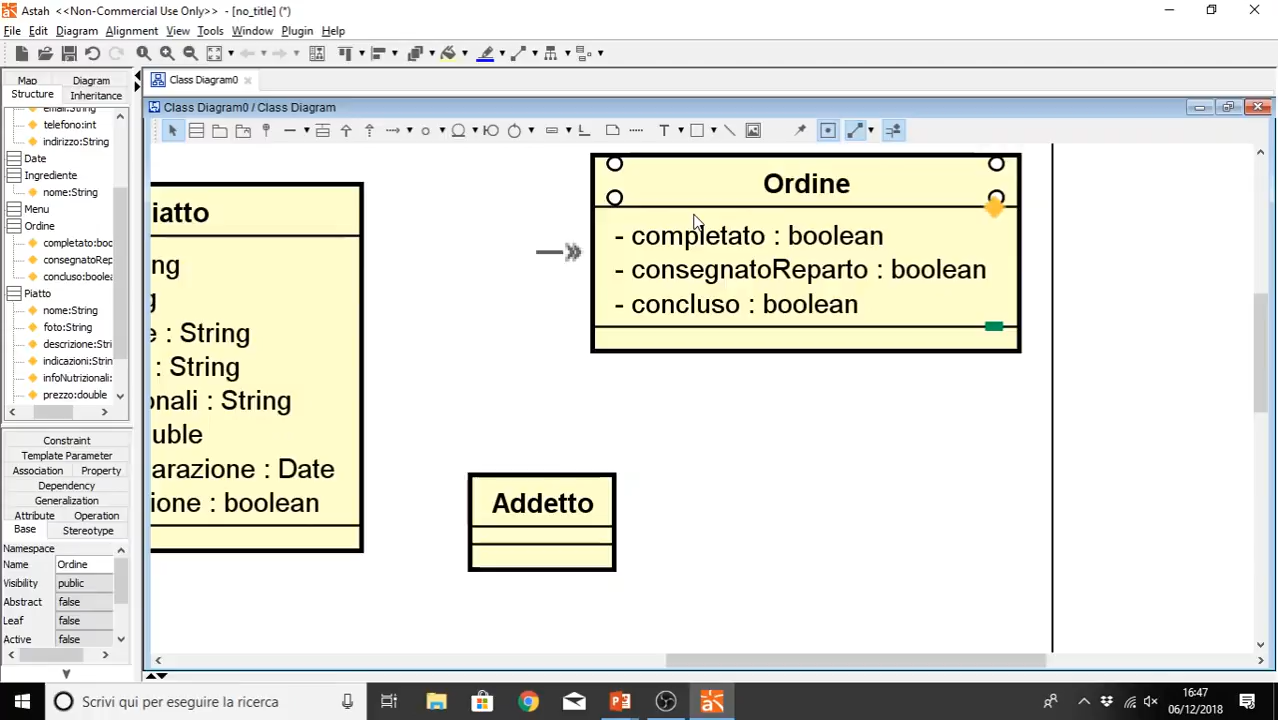 Astah <<Non-Commercial Use Only>> - [no_title] (*)
File Edit Diagram Alignment View Tools Window Plugin Help
Map Diagram
Structure Inheritance
email:String
telefono:int
indirizzo:String
Date
Ingrediente
nome:String
Menu
Ordine
completato:boo
consegnatoRep
concluso:boolea
Piatto
nome:String
foto:String
descrizione:Stri
indicazioni:Strin
infoNutrizionali:
prezzo:double
Constraint
Template Parameter
Association Property
Dependency
Generalization
Attribute Operation
Base Stereotype
Namespace
Name Ordine
Visibility public
Abstract false
Leaf false
Active false
Class Diagram0
Class Diagram0 / Class Diagram
T
iatto
ng
g
e : String
: String
onali : String
uble
arazione : Date
ione : boolean
Ordine
- completato : boolean
- consegnatoReparto : boolean
- concluso : boolean
Addetto
Scrivi qui per eseguire la ricerca
16:47
06/12/2018